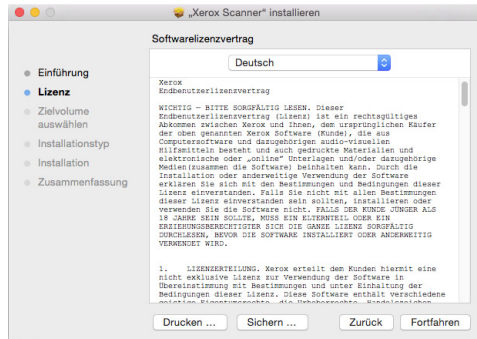 „Xerox Scanner“ installieren
Softwarelizenzvertrag
Einführung
Lizenz
Zielvolume
auswählen
Installationstyp
Installation
Zusammenfassung
Deutsch
Xerox
Endbenutzerlizenzvertrag
WICHTIG – BITTE SORGFÄLTIG LESEN. Dieser
Endbenutzerlizenzvertrag (Lizenz) ist ein rechtsgültiges
Abkommen zwischen Xerox und Ihnen, dem ursprünglichen Käufer
der oben genannten Xerox Software (Kunde), die aus
Computersoftware und dazugehörigen audio-visuellen
Hilfsmitteln besteht und auch gedruckte Materialien und
elektronische oder „online“ Unterlagen und/oder dazugehörige
Medien(zusammen die Software) beinhalten kann. Durch die
Installation oder anderweitige Verwendung der Software
erklären Sie sich mit den Bestimmungen und Bedingungen dieser
Lizenz einverstanden. Falls Sie nicht mit allen Bestimmungen
dieser Lizenz einverstanden sein sollten, installieren oder
verwenden Sie die Software nicht. FALLS DER KUNDE JÜNGER ALS
18 JAHRE SEIN SOLLTE, MUSS EIN ELTERNTEIL ODER EIN
ERZIEHUNGSBERECHTIGTER SICH DIE GANZE LIZENZ SORGFÄLTIG
DURCHLESEN, BEVOR DIE SOFTWARE INSTALLIERT ODER ANDERWEITIG
VERWENDET WIRD.
1. LIZENZERTEILUNG. Xerox erteilt dem Kunden hiermit eine
nicht exklusive Lizenz zur Verwendung der Software in
Übereinstimmung mit Bestimmungen und unter Einhaltung der
Bedingungen dieser Lizenz. Diese Software enthält verschiedene
Drucken ...
Sichern ...
Zurück
Fortfahren